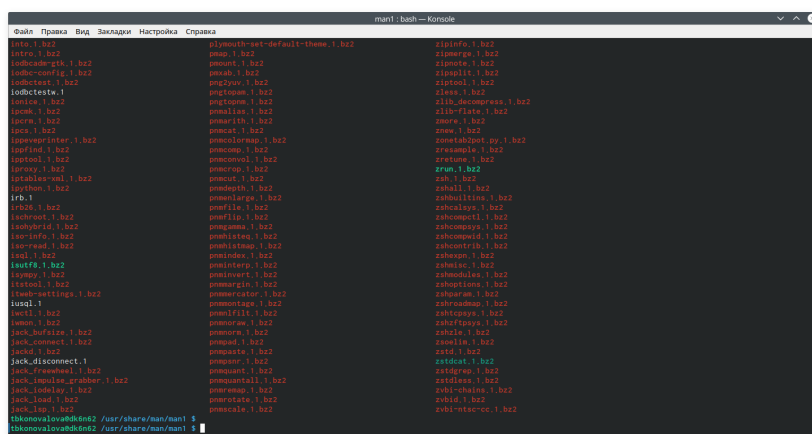 man1 : bash — Konsole
Файл Правка Вид Закладки Настройка Справка
into.1.bz2 plymouth-set-default-theme.1.bz2 zipinfo.1.bz2
intro.1.bz2 pmap.1.bz2 zipmerge.1.bz2
iodbcadm-gtk.1.bz2 pmount.1.bz2 zipnote.1.bz2
iodbc-config.1.bz2 pmxab.1.bz2 zipsplit.1.bz2
iodbctest.1.bz2 png2yuv.1.bz2 ziptool.1.bz2
iodbctestw.1 pngtopam.1.bz2 zless.1.bz2
ionice.1.bz2 pngtopnm.1.bz2 zlib_decompress.1.bz2
ipcmk.1.bz2 pnmalias.1.bz2 zlib-flate.1.bz2
ipcrm.1.bz2 pnmarith.1.bz2 zmore.1.bz2
ipcs.1.bz2 pnmcat.1.bz2 znew.1.bz2
ippeveprinter.1.bz2 pnmcolormap.1.bz2 zonetab2pot.py.1.bz2
ippfind.1.bz2 pnmcomp.1.bz2 zresample.1.bz2
ipptool.1.bz2 pnmconvol.1.bz2 zretune.1.bz2
iproxy.1.bz2 pnmcrop.1.bz2 zrun.1.bz2
iptables-xml.1.bz2 pnmcut.1.bz2 zsh.1.bz2
ipython.1.bz2 pnmdepth.1.bz2 zshall.1.bz2
irb.1 pnmenlarge.1.bz2 zshbuiltins.1.bz2
irb26.1.bz2 pnmfile.1.bz2 zshcalsys.1.bz2
ischroot.1.bz2 pnmflip.1.bz2 zshcompctl.1.bz2
isohybrid.1.bz2 pnmgamma.1.bz2 zshcompsys.1.bz2
iso-info.1.bz2 pnmhisteq.1.bz2 zshcompwid.1.bz2
iso-read.1.bz2 pnmhistmap.1.bz2 zshcontrib.1.bz2
isql.1.bz2 pnmindex.1.bz2 zshexpn.1.bz2
isutf8.1.bz2 pnminterp.1.bz2 zshmisc.1.bz2
isympy.1.bz2 pnminvert.1.bz2 zshmodules.1.bz2
itstool.1.bz2 pnmmargin.1.bz2 zshoptions.1.bz2
itweb-settings.1.bz2 pnmmercator.1.bz2 zshparam.1.bz2
iusql.1 pnmmontage.1.bz2 zshroadmap.1.bz2
iwctl.1.bz2 pnmnlfilt.1.bz2 zshtcpsys.1.bz2
iwmon.1.bz2 pnmnoraw.1.bz2 zshzftpsys.1.bz2
jack_bufsize.1.bz2 pnmnorm.1.bz2 zshzle.1.bz2
jack_connect.1.bz2 pnmpad.1.bz2 zsoelim.1.bz2
jackd.1.bz2 pnmpaste.1.bz2 zstd.1.bz2
jack_disconnect.1 pnmpsnr.1.bz2 zstdcat.1.bz2
jack_freewheel.1.bz2 pnmquant.1.bz2 zstdgrep.1.bz2
jack_impulse_grabber.1.bz2 pnmquantall.1.bz2 zstdless.1.bz2
jack_iodelay.1.bz2 pnmremap.1.bz2 zvbi-chains.1.bz2
jack_load.1.bz2 pnmrotate.1.bz2 zvbid.1.bz2
jack_lsp.1.bz2 pnmscale.1.bz2 zvbi-ntsc-cc.1.bz2
tbkonovalova@dk6n62 /usr/share/man/man1 $
tbkonovalova@dk6n62 /usr/share/man/man1 $